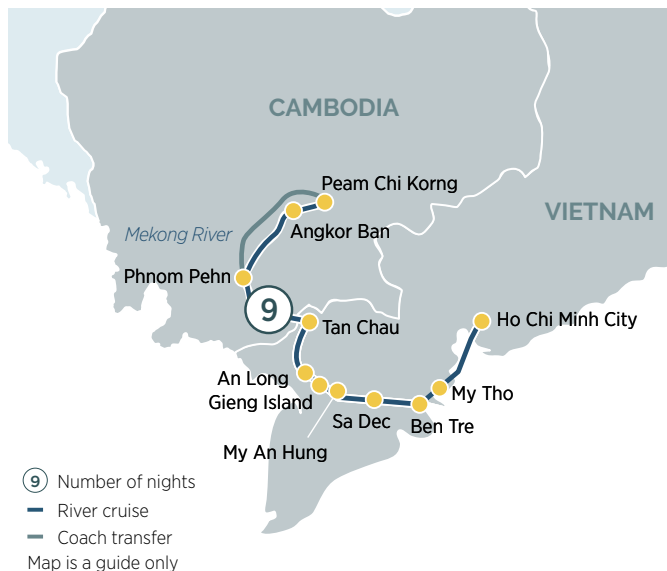 CAMBODIA
Peam Chi Korng
VIETNAM
Mekong River
Angkor Ban
Phnom Pehn
9
Tan Chau
Ho Chi Minh City
An Long
Gieng Island
My Tho
Sa Dec
Ben Tre
My An Hung
9 Number of nights
River cruise
Coach transfer
Map is a guide only